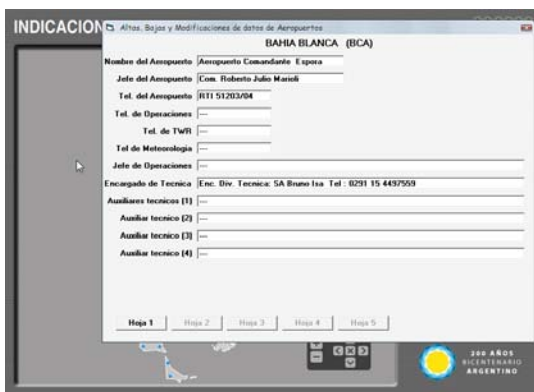 INDICACION
Altas, Bajas y Modificaciones de datos de Aeropuertos
BAHIA BLANCA (BCA)
Nombre del Aeropuerto Aeropuerto Comandante Espora
Jefe del Aeropuerto Com. Roberto Julio Marioli
Tel. del Aeropuerto RTI 51203/04
Tel. de Operaciones ---
Tel. de TWR ---
Tel de Meteorologia ---
Jefe de Operaciones ---
Encargado de Tecnica Enc. Div. Tecnica: SA Bruno Isa Tel : 0291 15 4497559
Auxiliares tecnicos (1) ---
Auxiliar tecnico (2) ---
Auxiliar tecnico (3) ---
Auxiliar tecnico (4) ---
Hoja 1 Hoja 2 Hoja 3 Hoja 4 Hoja 5
200 AÑOS
BICENTENARIO
ARGENTINO